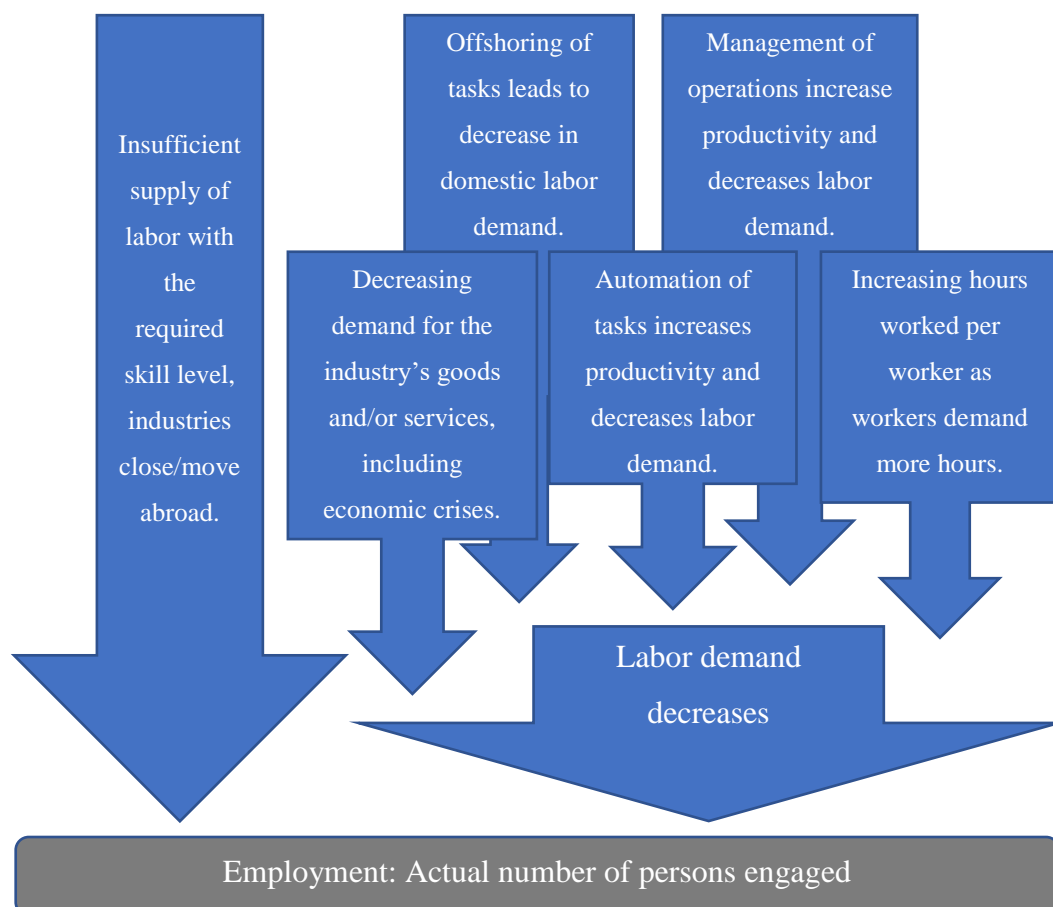 Insufficient
supply of
labor with
the
required
skill level,
industries
close/move
abroad.
Offshoring of
tasks leads to
decrease in
domestic labor
demand.
Management of
operations increase
productivity and
decreases labor
demand.
Decreasing
demand for the
industry’s goods
and/or services,
including
economic crises.
Automation of
tasks increases
productivity and
decreases labor
demand.
Increasing hours
worked per
worker as
workers demand
more hours.
Labor demand
decreases
Employment: Actual number of persons engaged